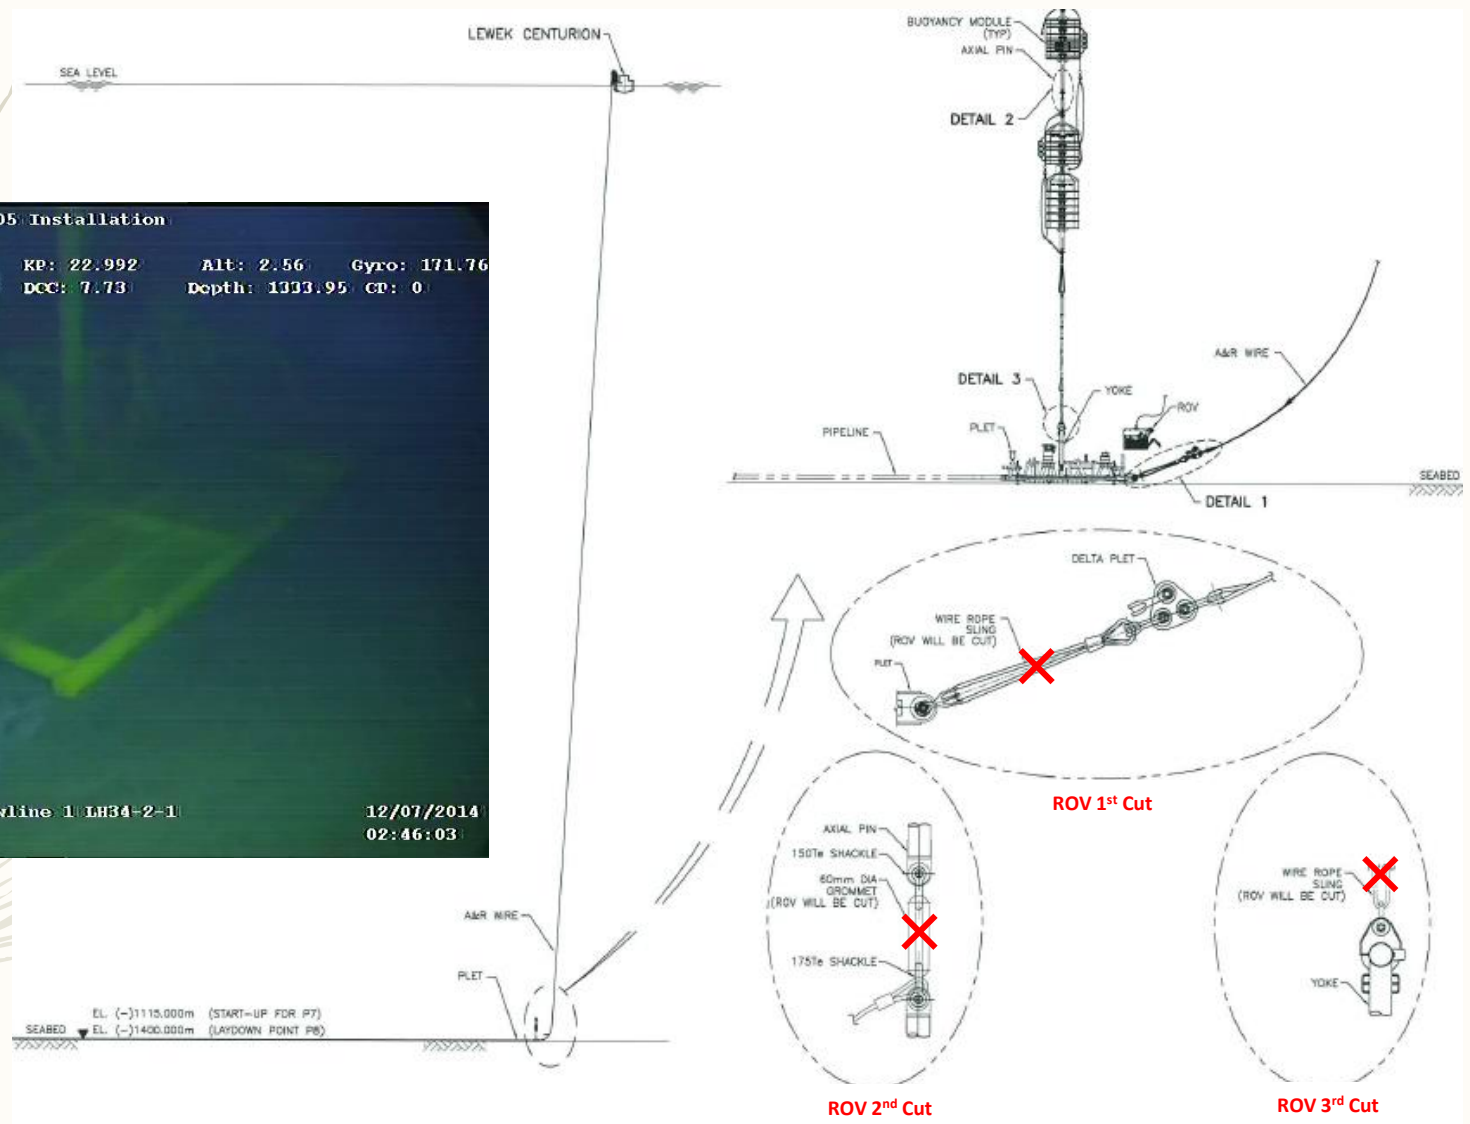 LEWEK CENTURION
SEA LEVEL
BUOYANCY MODULE
(TYP)
AXIAL PIN
DETAIL 2
05 Installation
KP: 22.992 Alt: 2.56 Gyro: 171.76
DCC: 7.73 Depth: 1333.95 CP: 0
A&R WIRE
DETAIL 3
YOKE
ROV
PLET
PIPELINE
SEABED
DETAIL 1
DELTA PLET
WIRE ROPE
SLING
(ROV WILL BE CUT)
PLET
ROV 1st Cut
wline 1 LH34-2-1
12/07/2014
02:46:03
AXIAL PIN
150Te SHACKLE
60mm DIA
GROMMET
(ROV WILL BE CUT)
175Te SHACKLE
WIRE ROPE
SLING
(ROV WILL BE CUT)
YOKE
A&R WIRE
PLET
EL. (-)1115.000m (START-UP FOR P7)
SEABED EL. (-)1400.000m (LAYDOWN POINT P6)
ROV 2nd Cut
ROV 3rd Cut